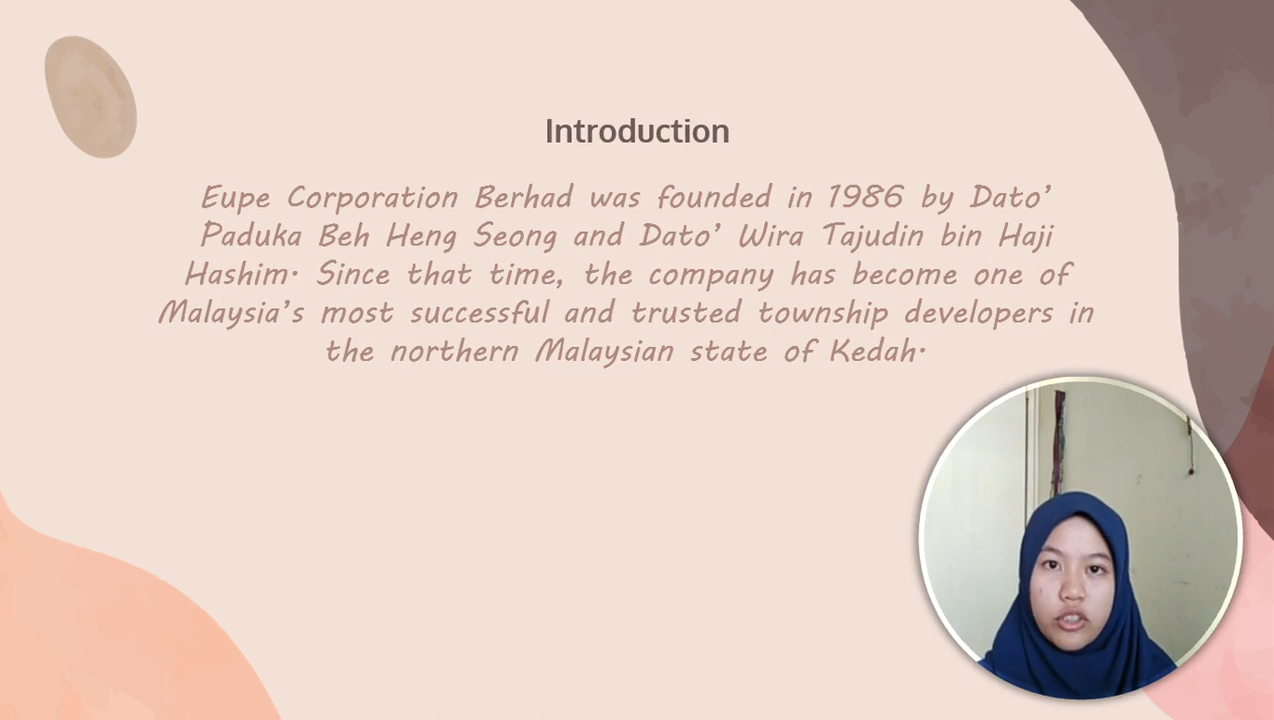 Introduction
Eupe Corporation Berhad was founded in 1986 by Dato’
Paduka Beh Heng Seong and Dato’ Wira Tajudin bin Haji
Hashim. Since that time, the company has become one of
Malaysia’s most successful and trusted township developers in
the northern Malaysian state of Kedah.